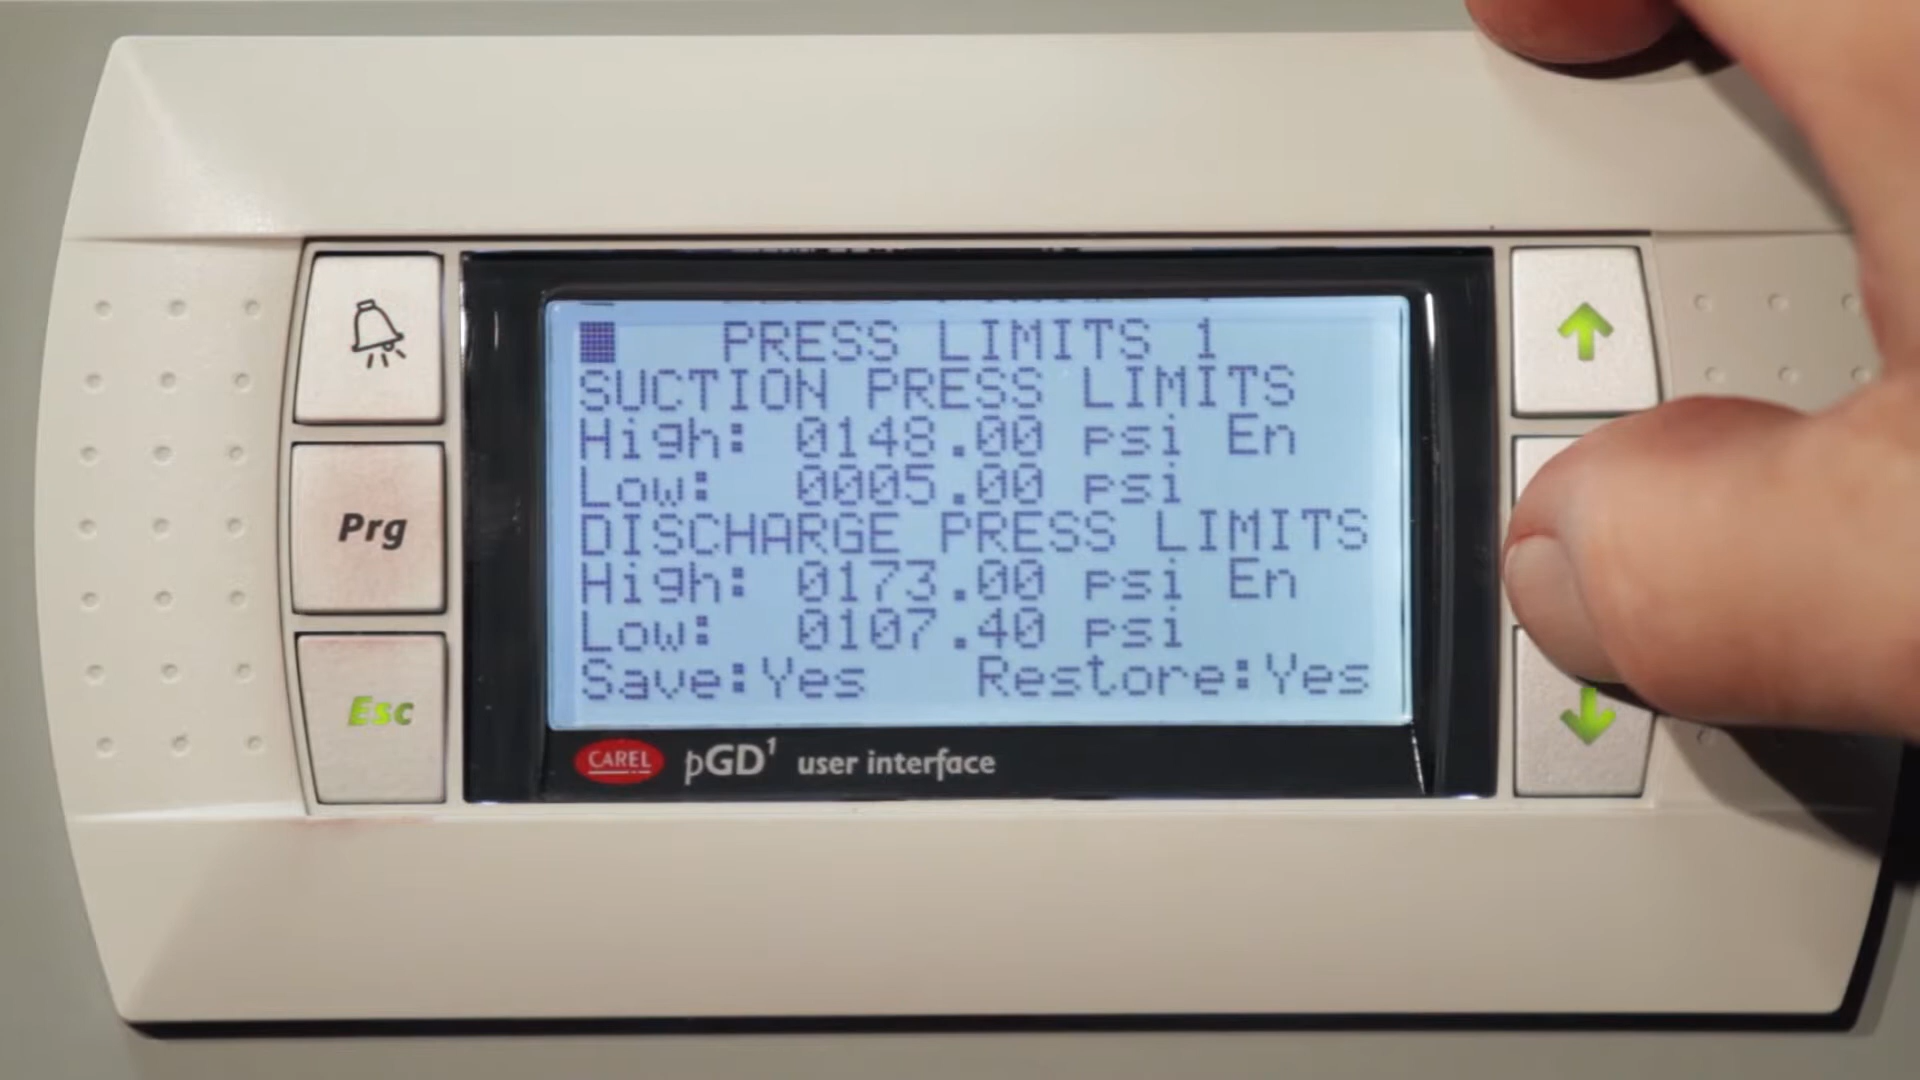 PRESS LIMITS 1
SUCTION PRESS LIMITS
High: 0148.00 psi En
Low: 0005.00 psi
DISCHARGE PRESS LIMITS
High: 0173.00 psi En
Low: 0107.40 psi
Save:Yes Restore:Yes
Prg
Esc
CAREL pGD¹ user interface